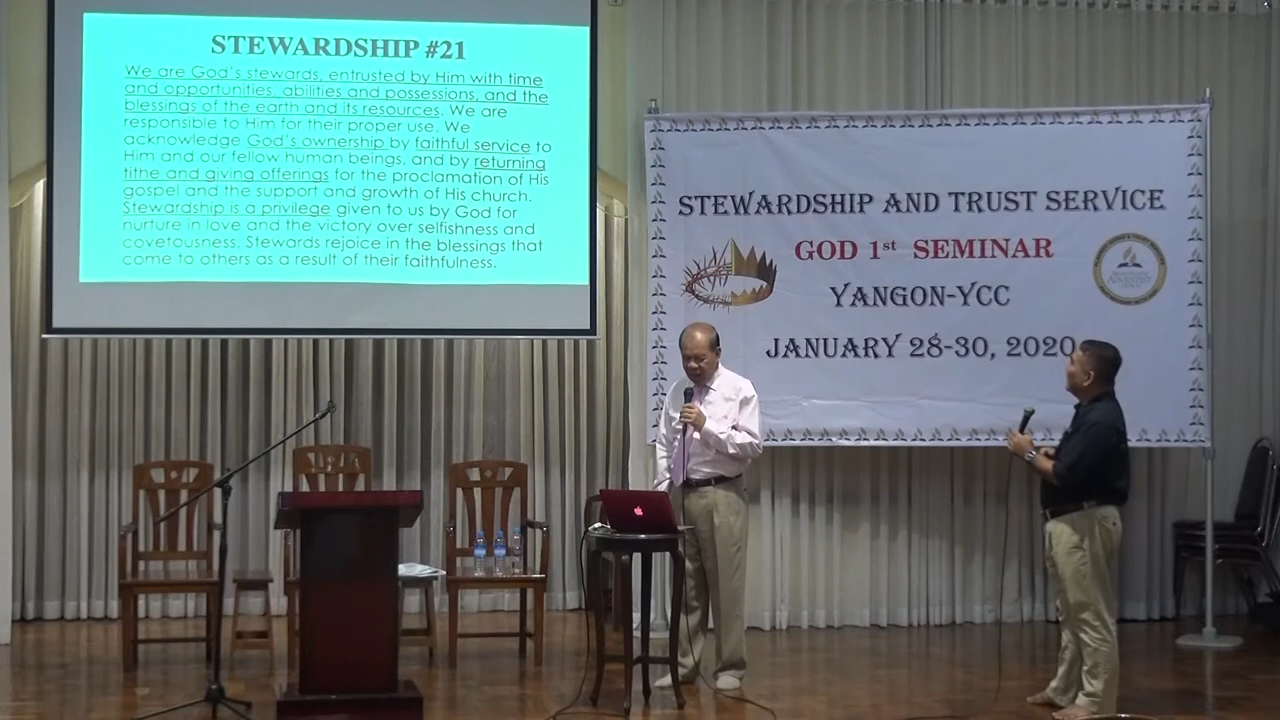 STEWARDSHIP #21
We are God's stewards, entrusted by Him with time
and opportunities, abilities and possessions, and the
blessings of the earth and its resources. We are
responsible to Him for their proper use. We
acknowledge God's ownership by faithful service to
Him and our fellow human beings, and by returning
tithe and giving offerings for the proclamation of His
gospel and the support and growth of His church.
Stewardship is a privilege given to us by God for
nurture in love and the victory over selfishness and
covetousness. Stewards rejoice in the blessings that
come to others as a result of their faithfulness.
STEWARDSHIP AND TRUST SERVICE
GOD 1st SEMINAR
YANGON-YCC
JANUARY 28-30, 2020
ADVENTIST